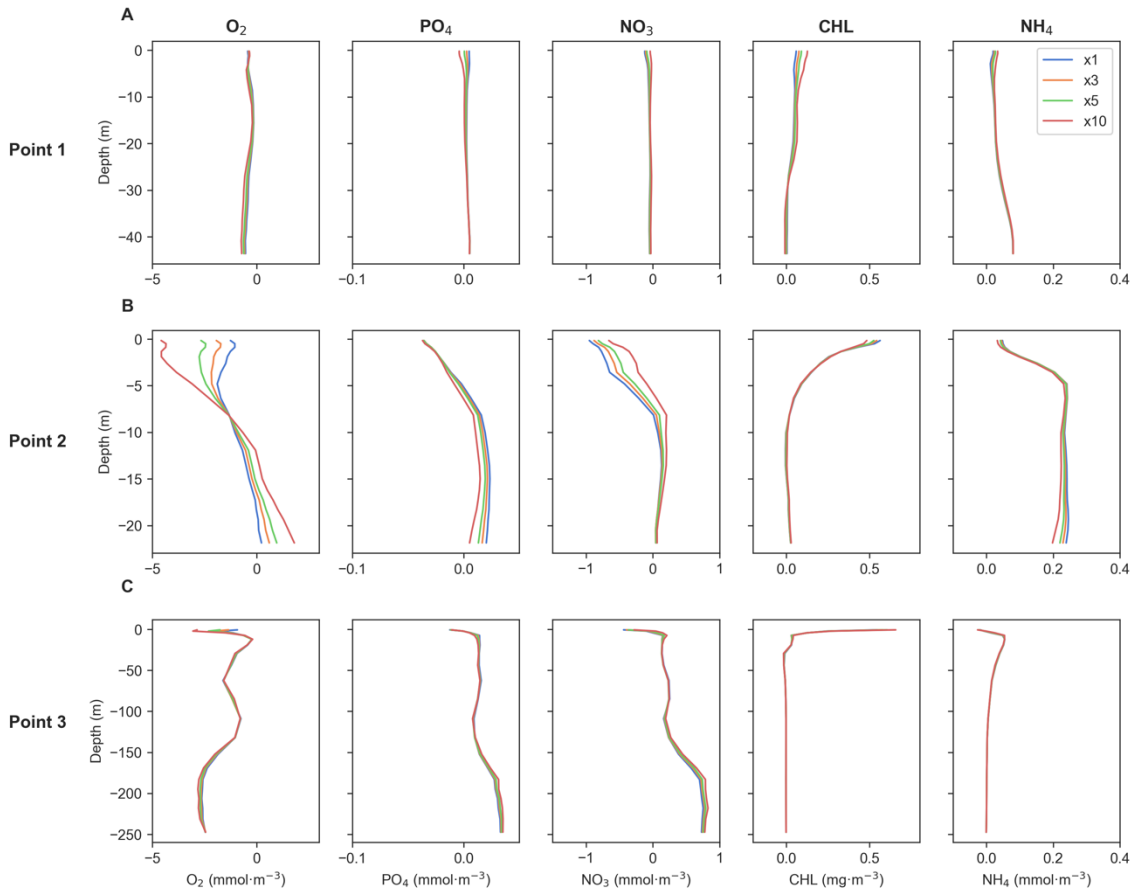 A
O₂ PO₄ NO₃ CHL NH₄
Point 1
Depth (m)
0
−10
−20
−30
−40
−5 0
−0.1 0.0
−1 0 1
0.0 0.5
0.0 0.2 0.4
x1
x3
x5
x10
B
Point 2
Depth (m)
0
−5
−10
−15
−20
−5 0
−0.1 0.0
−1 0 1
0.0 0.5
0.0 0.2 0.4
C
Point 3
Depth (m)
0
−50
−100
−150
−200
−250
−5 0
−0.1 0.0
−1 0 1
0.0 0.5
0.0 0.2 0.4
O₂ (mmol·m⁻³) PO₄ (mmol·m⁻³) NO₃ (mmol·m⁻³) CHL (mg·m⁻³) NH₄ (mmol·m⁻³)